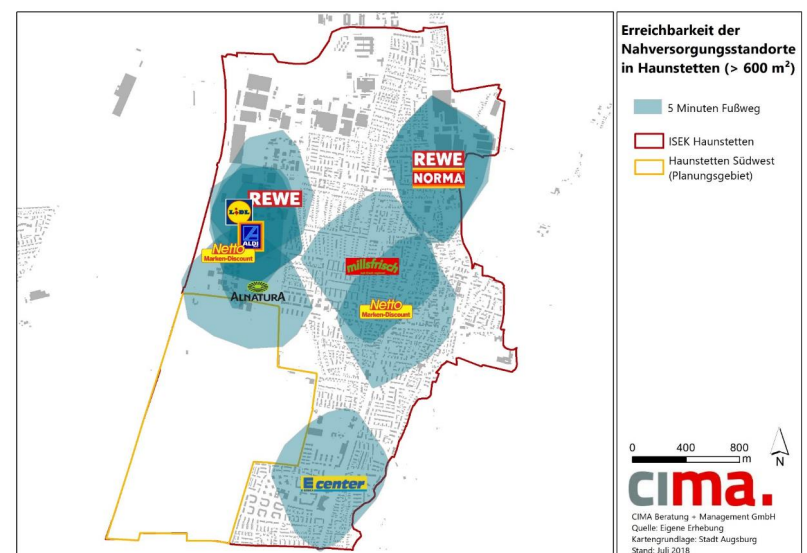 Erreichbarkeit der
Nahversorgungsstandorte
in Haunstetten (> 600 m²)
5 Minuten Fußweg
ISEK Haunstetten
Haunstetten Südwest
(Planungsgebiet)
REWE
NORMA
REWE
LIDL
ALDI
Netto
Marken-Discount
ALNATURA
millsfrisch
Netto
Marken-Discount
E center
0 400 800
m
N
cima.
CIMA Beratung + Management GmbH
Quelle: Eigene Erhebung
Kartengrundlage: Stadt Augsburg
Stand: Juli 2018